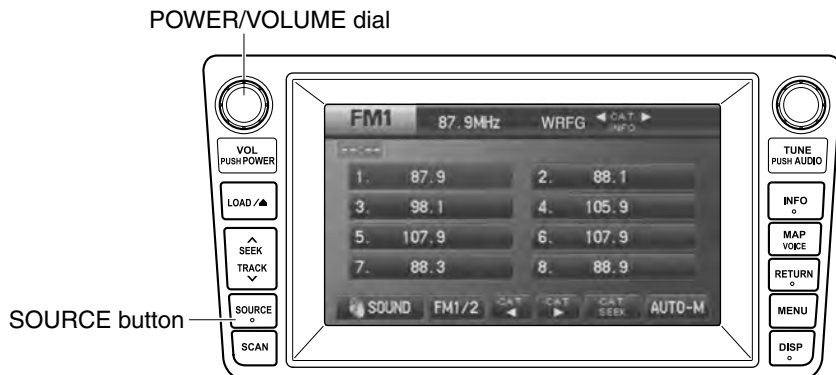 POWER/VOLUME dial
VOL
PUSH POWER
LOAD/
SEEK
TRACK
SOURCE button
SOURCE
SCAN
FM1 87.9MHz WRFG ◀ CAT ▶
INFO
--:--
1. 87.9 2. 88.1
3. 98.1 4. 105.9
5. 107.9 6. 107.9
7. 88.3 8. 88.9
SOUND FM1/2 CAT ◀ CAT ▶ CAT SEEK AUTO-M
TUNE
PUSH AUDIO
INFO
MAP
VOICE
RETURN
MENU
DISP